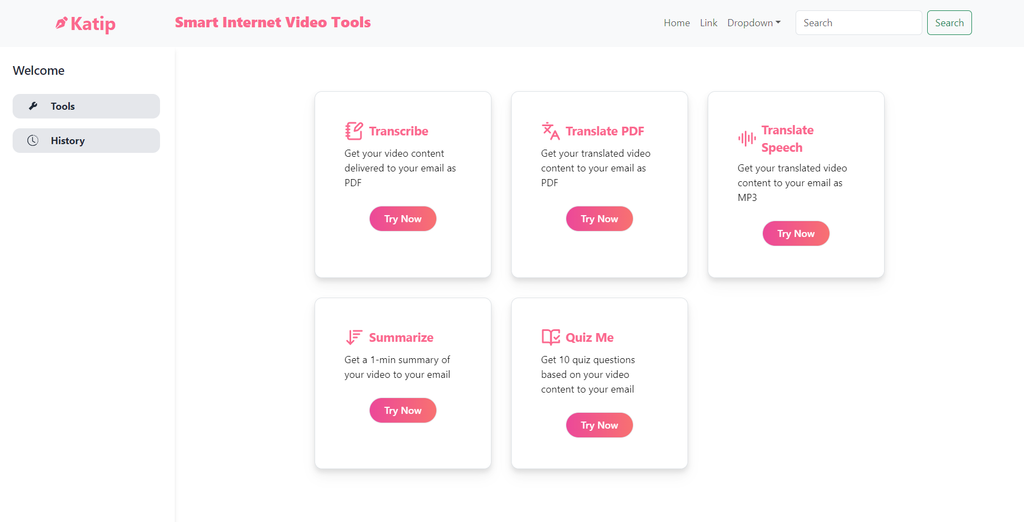 Katip
Smart Internet Video Tools
Home Link Dropdown Search Search
Welcome
Tools
History
Transcribe
Get your video content
delivered to your email as
PDF
Try Now
Translate PDF
Get your translated video
content to your email as
PDF
Try Now
Translate
Speech
Get your translated video
content to your email as
MP3
Try Now
Summarize
Get a 1-min summary of
your video to your email
Try Now
Quiz Me
Get 10 quiz questions
based on your video
content to your email
Try Now